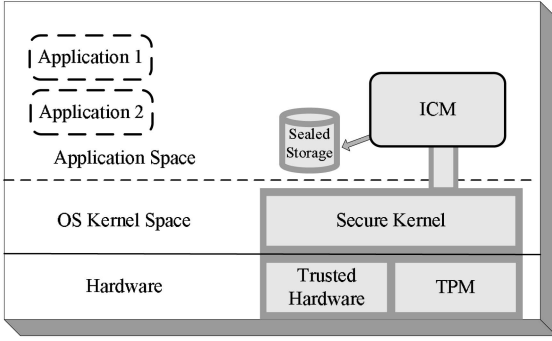 Application 1
Application 2
ICM
Sealed
Storage
Application Space
OS Kernel Space
Secure Kernel
Hardware
Trusted
Hardware
TPM